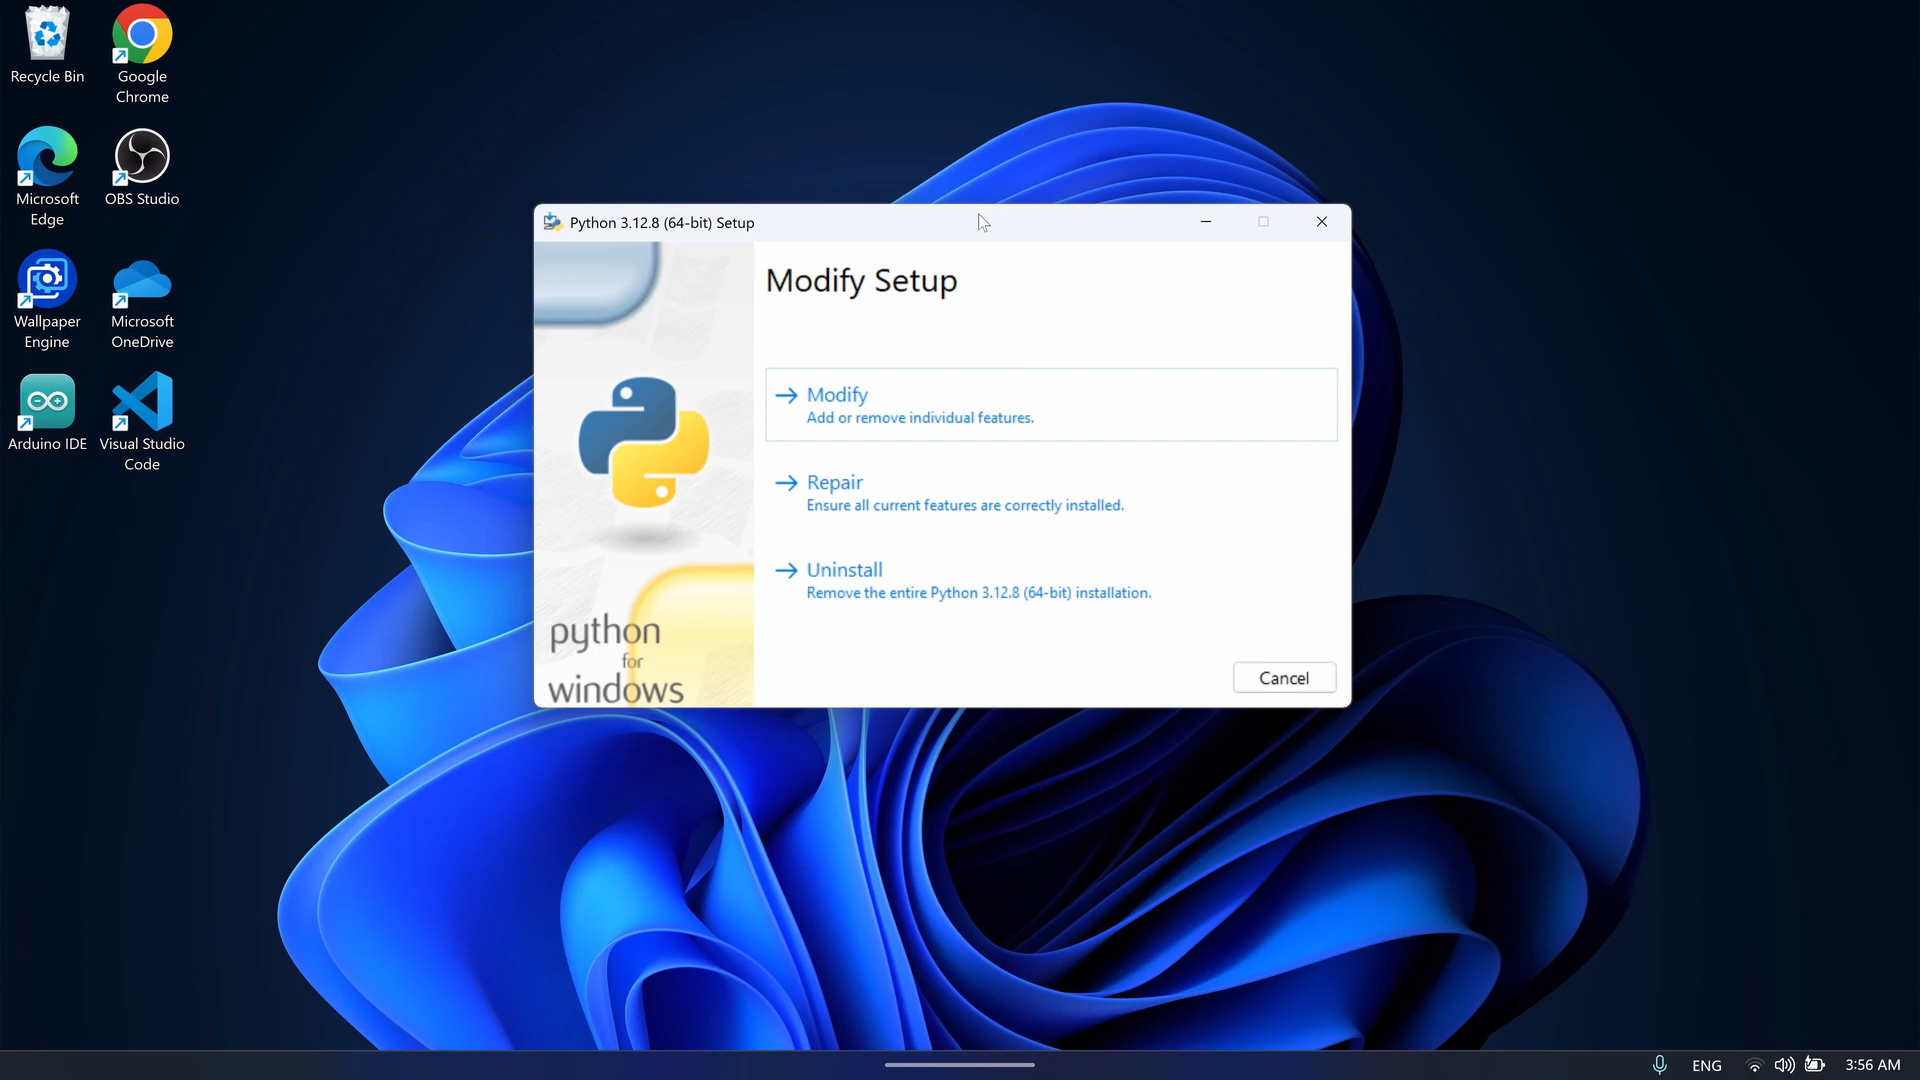 Recycle Bin
Google
Chrome
Microsoft
Edge
OBS Studio
Wallpaper
Engine
Microsoft
OneDrive
Arduino IDE
Visual Studio
Code
Python 3.12.8 (64-bit) Setup
Modify Setup
Modify
Add or remove individual features.
Repair
Ensure all current features are correctly installed.
Uninstall
Remove the entire Python 3.12.8 (64-bit) installation.
python
for
windows
Cancel
ENG
3:56 AM